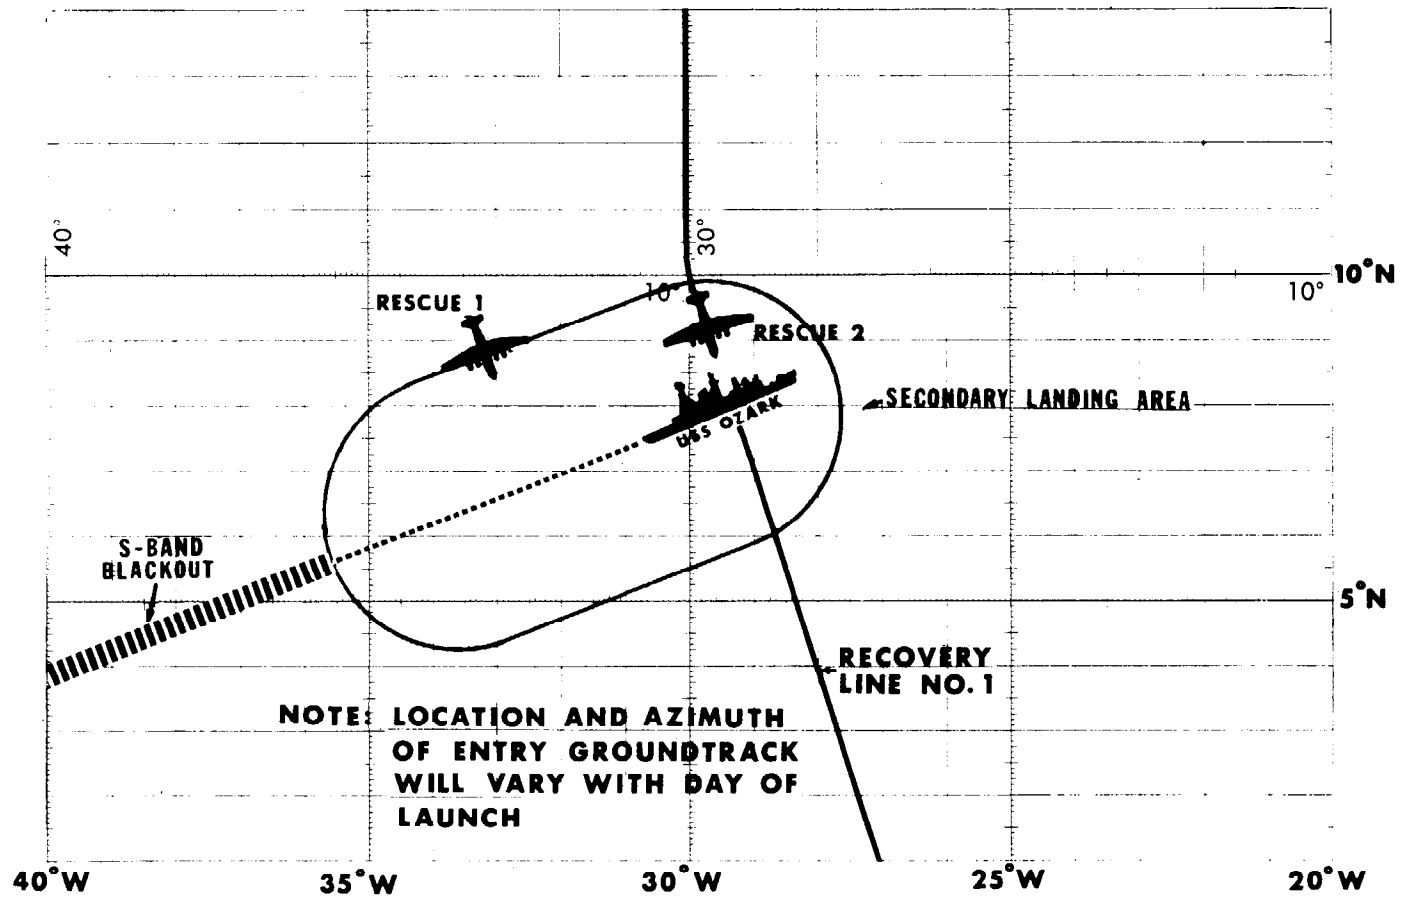 40°
30°
10°N
10°
10°
RESCUE 1
RESCUE 2
SECONDARY LANDING AREA
USS OZARK
S-BAND
BLACKOUT
5°N
RECOVERY
LINE NO. 1
NOTE: LOCATION AND AZIMUTH
OF ENTRY GROUNDTRACK
WILL VARY WITH DAY OF
LAUNCH
40°W
35°W
30°W
25°W
20°W